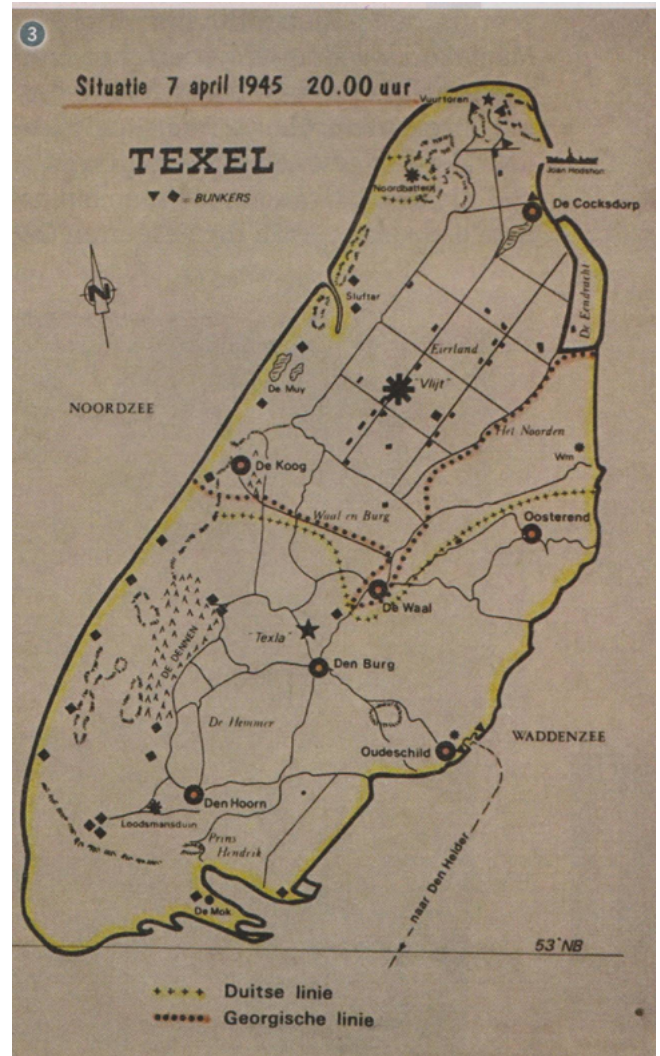 3
Situatie 7 april 1945 20.00 uur
Vuurtoren
TEXEL
▼ ◆ = BUNKERS
Joan Hodshon
Noordbatterij
De Cocksdorp
N
Slufter
De Eendracht
Eierland
De Muy
"Vlijt"
NOORDZEE
Het Noorden
De Koog
Wm
Waal en Burg
Oosterend
De Waal
"Texla"
DE DENNEN
Den Burg
De Hemmer
WADDENZEE
Oudeschild
Den Hoorn
Loodsmansduin
Prins
Hendrik
naar Den Helder
De Mok
53°NB
++++ Duitse linie
•••••• Georgische linie